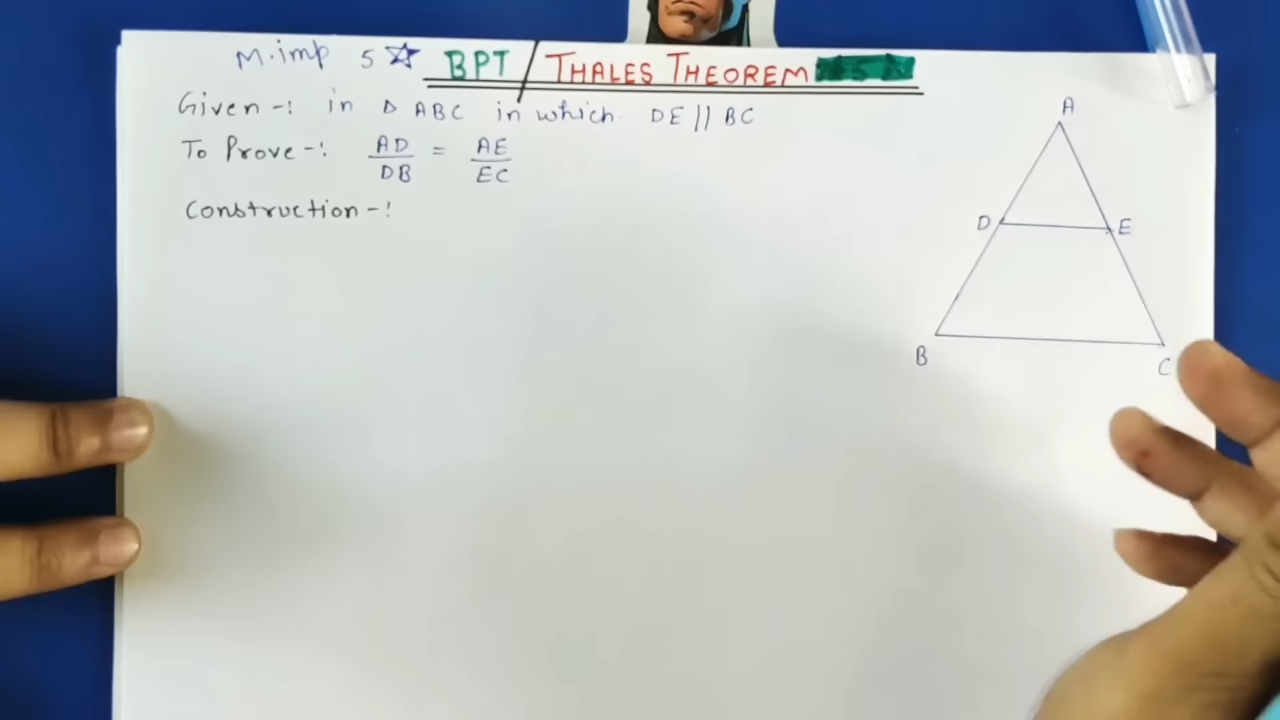 M.imp 5☆ BPT / THALES THEOREM
Given -: in Δ ABC in which DE || BC
To Prove -: AD/DB = AE/EC
Construction -:
A
D E
B C